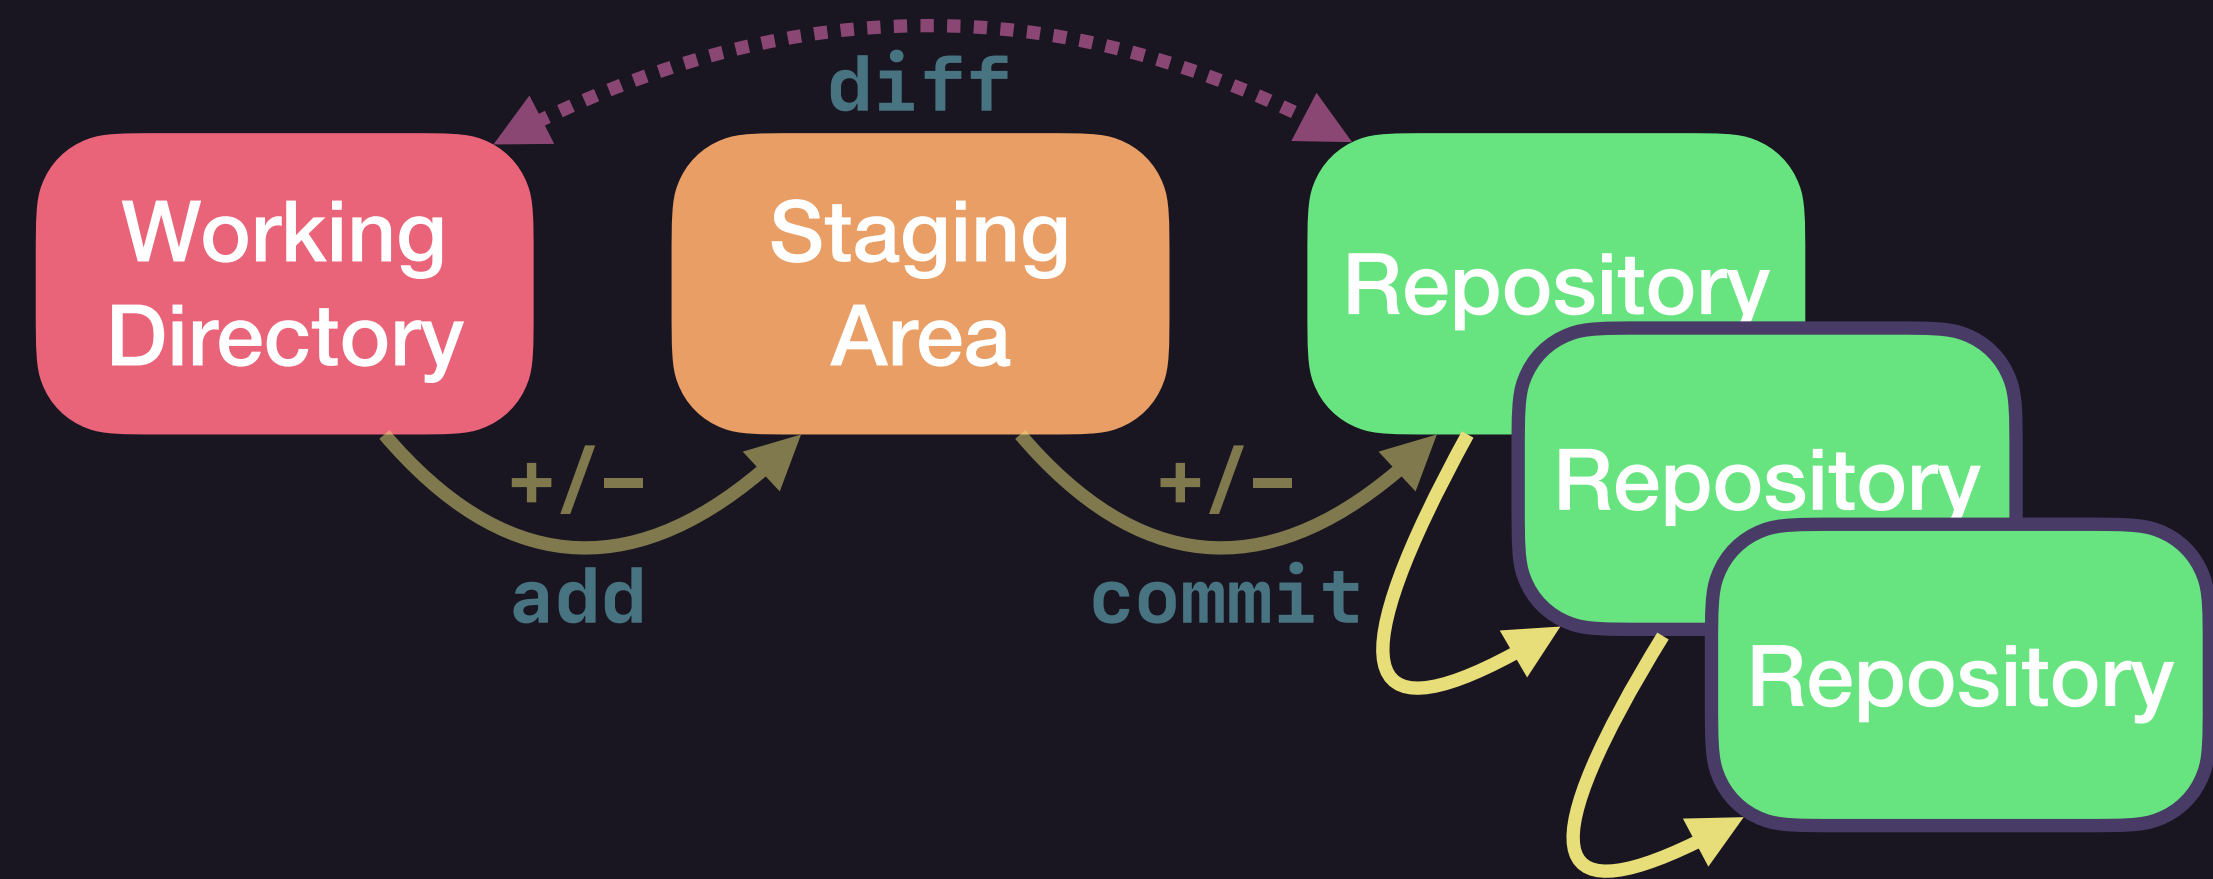 diff
Working
Directory
Staging
Area
Repository
+/−
+/−
Repository
add
commit
Repository